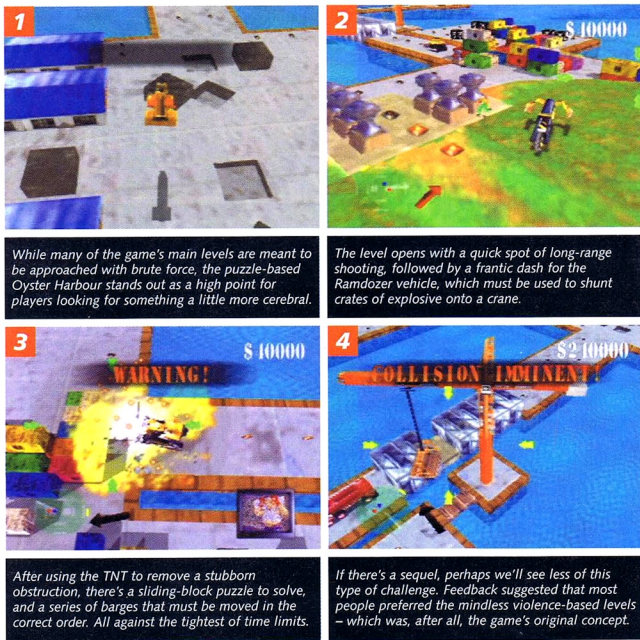 1
2
$ 10000
While many of the game's main levels are meant to
be approached with brute force, the puzzle-based
Oyster Harbour stands out as a high point for
players looking for something a little more cerebral.
The level opens with a quick spot of long-range
shooting, followed by a frantic dash for the
Ramdozer vehicle, which must be used to shunt
crates of explosive onto a crane.
3
$ 10000
WARNING!
4
$210000
COLLISION IMMINENT!
After using the TNT to remove a stubborn
obstruction, there's a sliding-block puzzle to solve,
and a series of barges that must be moved in the
correct order. All against the tightest of time limits.
If there's a sequel, perhaps we'll see less of this
type of challenge. Feedback suggested that most
people preferred the mindless violence-based levels
– which was, after all, the game's original concept.